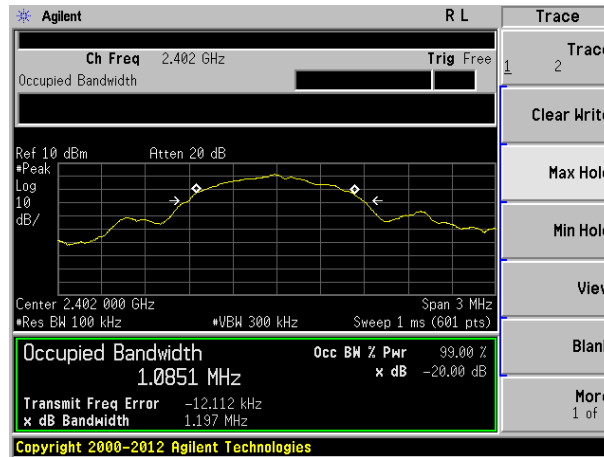 Agilent R L Trace
Ch Freq 2.402 GHz Trig Free
Occupied Bandwidth
Trace
1 2
Clear Write
Max Hold
Min Hold
View
Blank
More
1 of
Ref 10 dBm Atten 20 dB
#Peak
Log
10
dB/
Center 2.402 000 GHz Span 3 MHz
#Res BW 100 kHz #VBW 300 kHz Sweep 1 ms (601 pts)
Occupied Bandwidth Occ BW % Pwr 99.00 %
1.0851 MHz x dB -20.00 dB
Transmit Freq Error -12.112 kHz
x dB Bandwidth 1.197 MHz
Copyright 2000-2012 Agilent Technologies